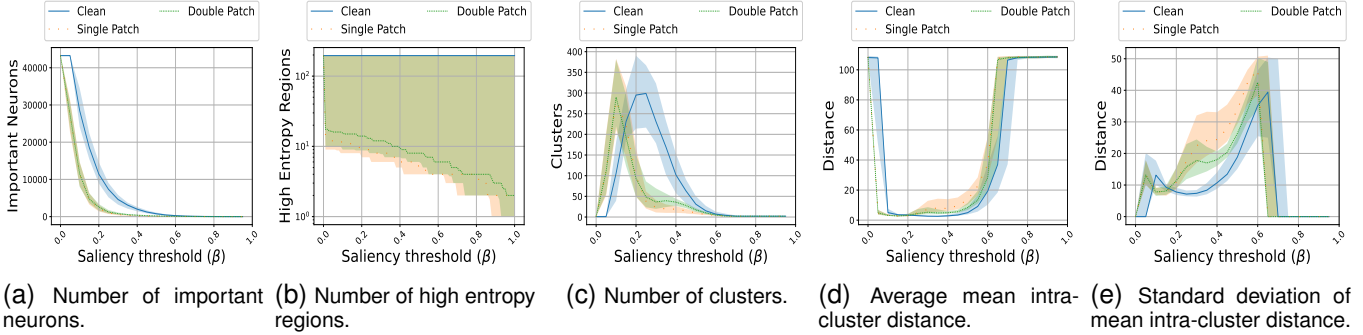 Clean
Single Patch
Double Patch
Important Neurons
40000
30000
20000
10000
0
0.0
0.2
0.4
0.6
0.8
1.0
Saliency threshold (β)
(a) Number of important
neurons.
Clean
Single Patch
Double Patch
High Entropy Regions
10²
10¹
10⁰
0.0
0.2
0.4
0.6
0.8
1.0
Saliency threshold (β)
(b) Number of high entropy
regions.
Clean
Single Patch
Double Patch
Clusters
400
350
300
250
200
150
100
50
0
0.0
0.2
0.4
0.6
0.8
1.0
Saliency threshold (β)
(c) Number of clusters.
Clean
Single Patch
Double Patch
Distance
100
80
60
40
20
0
0.0
0.2
0.4
0.6
0.8
1.0
Saliency threshold (β)
(d) Average mean intra-
cluster distance.
Clean
Single Patch
Double Patch
Distance
50
40
30
20
10
0
0.0
0.2
0.4
0.6
0.8
1.0
Saliency threshold (β)
(e) Standard deviation of
mean intra-cluster distance.